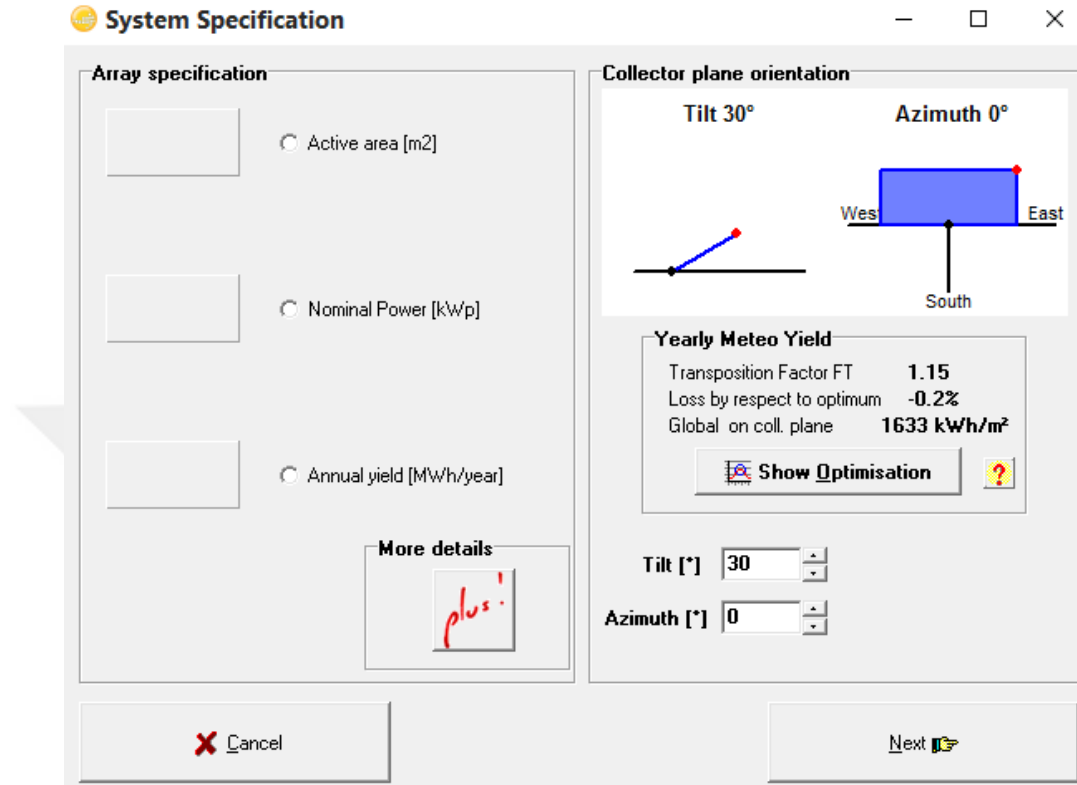 System Specification
Array specification
Active area [m2]
Nominal Power [kWp]
Annual yield [MWh/year]
More details
plus!
Collector plane orientation
Tilt 30°
Azimuth 0°
West
East
South
Yearly Meteo Yield
Transposition Factor FT 1.15
Loss by respect to optimum -0.2%
Global on coll. plane 1633 kWh/m²
Show Optimisation ?
Tilt [°] 30
Azimuth [°] 0
Cancel
Next